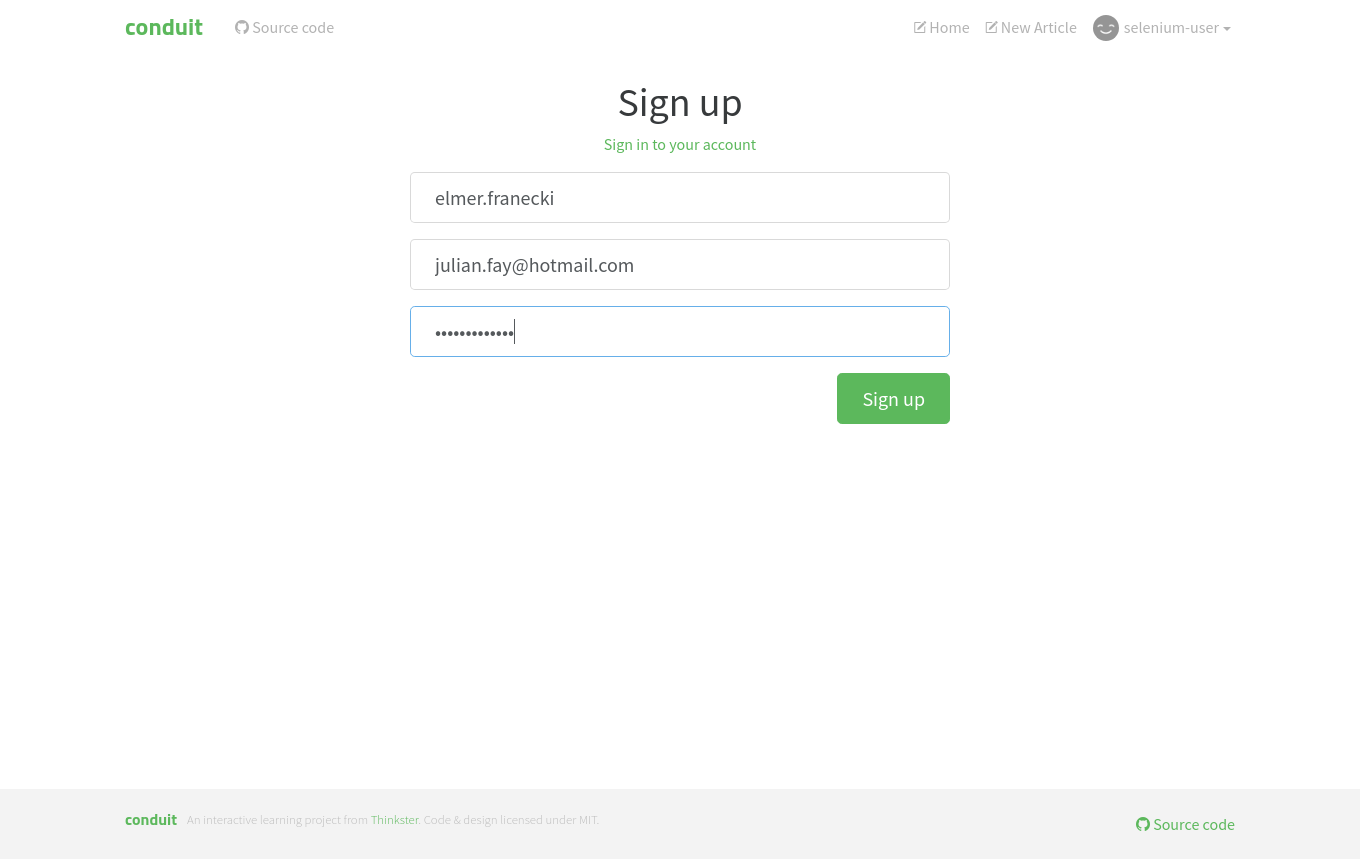 conduit Source code Home New Article selenium-user
Sign up
Sign in to your account
elmer.franecki
julian.fay@hotmail.com
•••••••••••••
Sign up
conduit An interactive learning project from Thinkster. Code & design licensed under MIT. Source code